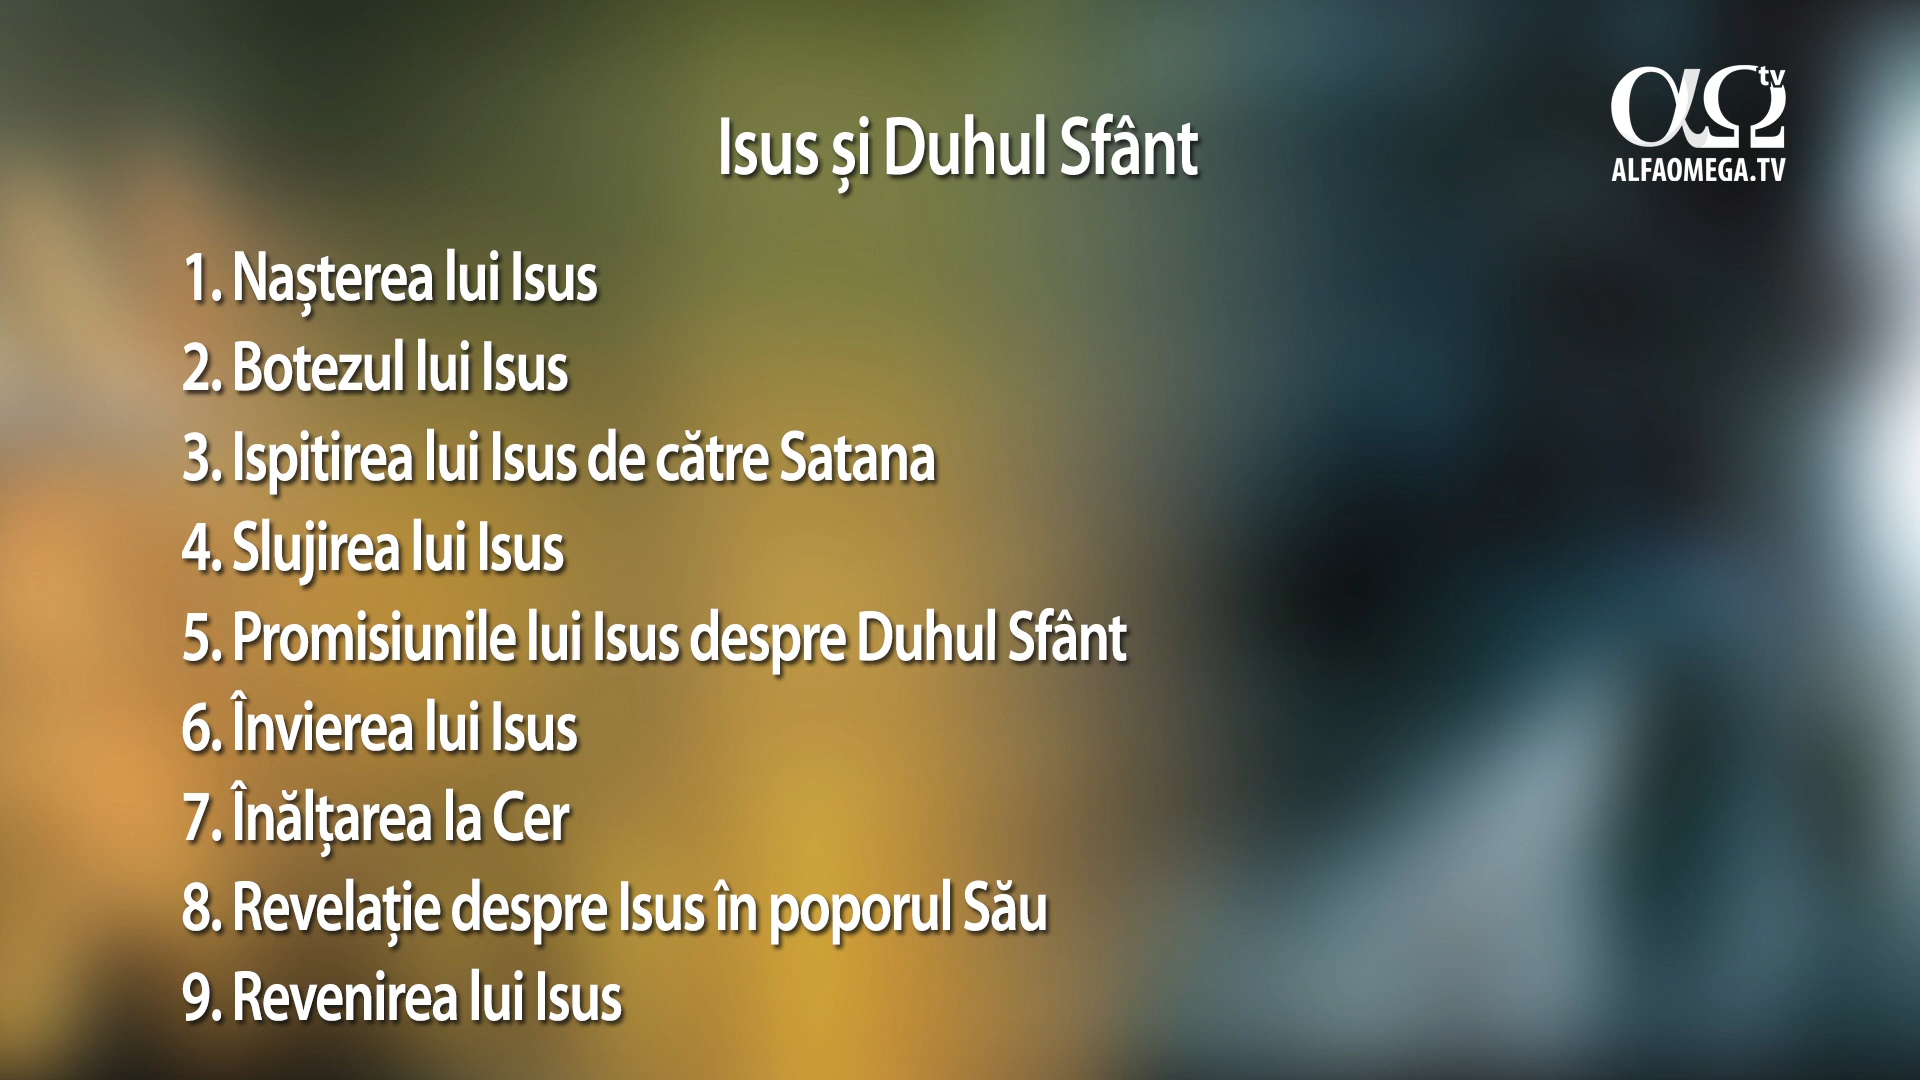 Isus și Duhul Sfânt
αΩ tv
ALFAOMEGA.TV
1. Nașterea lui Isus
2. Botezul lui Isus
3. Ispitirea lui Isus de către Satana
4. Slujirea lui Isus
5. Promisiunile lui Isus despre Duhul Sfânt
6. Învierea lui Isus
7. Înălțarea la Cer
8. Revelație despre Isus în poporul Său
9. Revenirea lui Isus